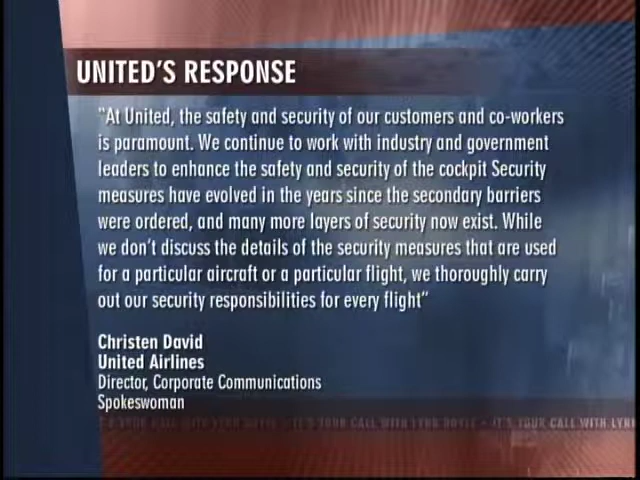 UNITED'S RESPONSE
"At United, the safety and security of our customers and co-workers
is paramount. We continue to work with industry and government
leaders to enhance the safety and security of the cockpit Security
measures have evolved in the years since the secondary barriers
were ordered, and many more layers of security now exist. While
we don't discuss the details of the security measures that are used
for a particular aircraft or a particular flight, we thoroughly carry
out our security responsibilities for every flight"
Christen David
United Airlines
Director, Corporate Communications
Spokeswoman
IT'S YOUR CALL WITH LYNN DOYLE • IT'S YOUR CALL WITH LYN